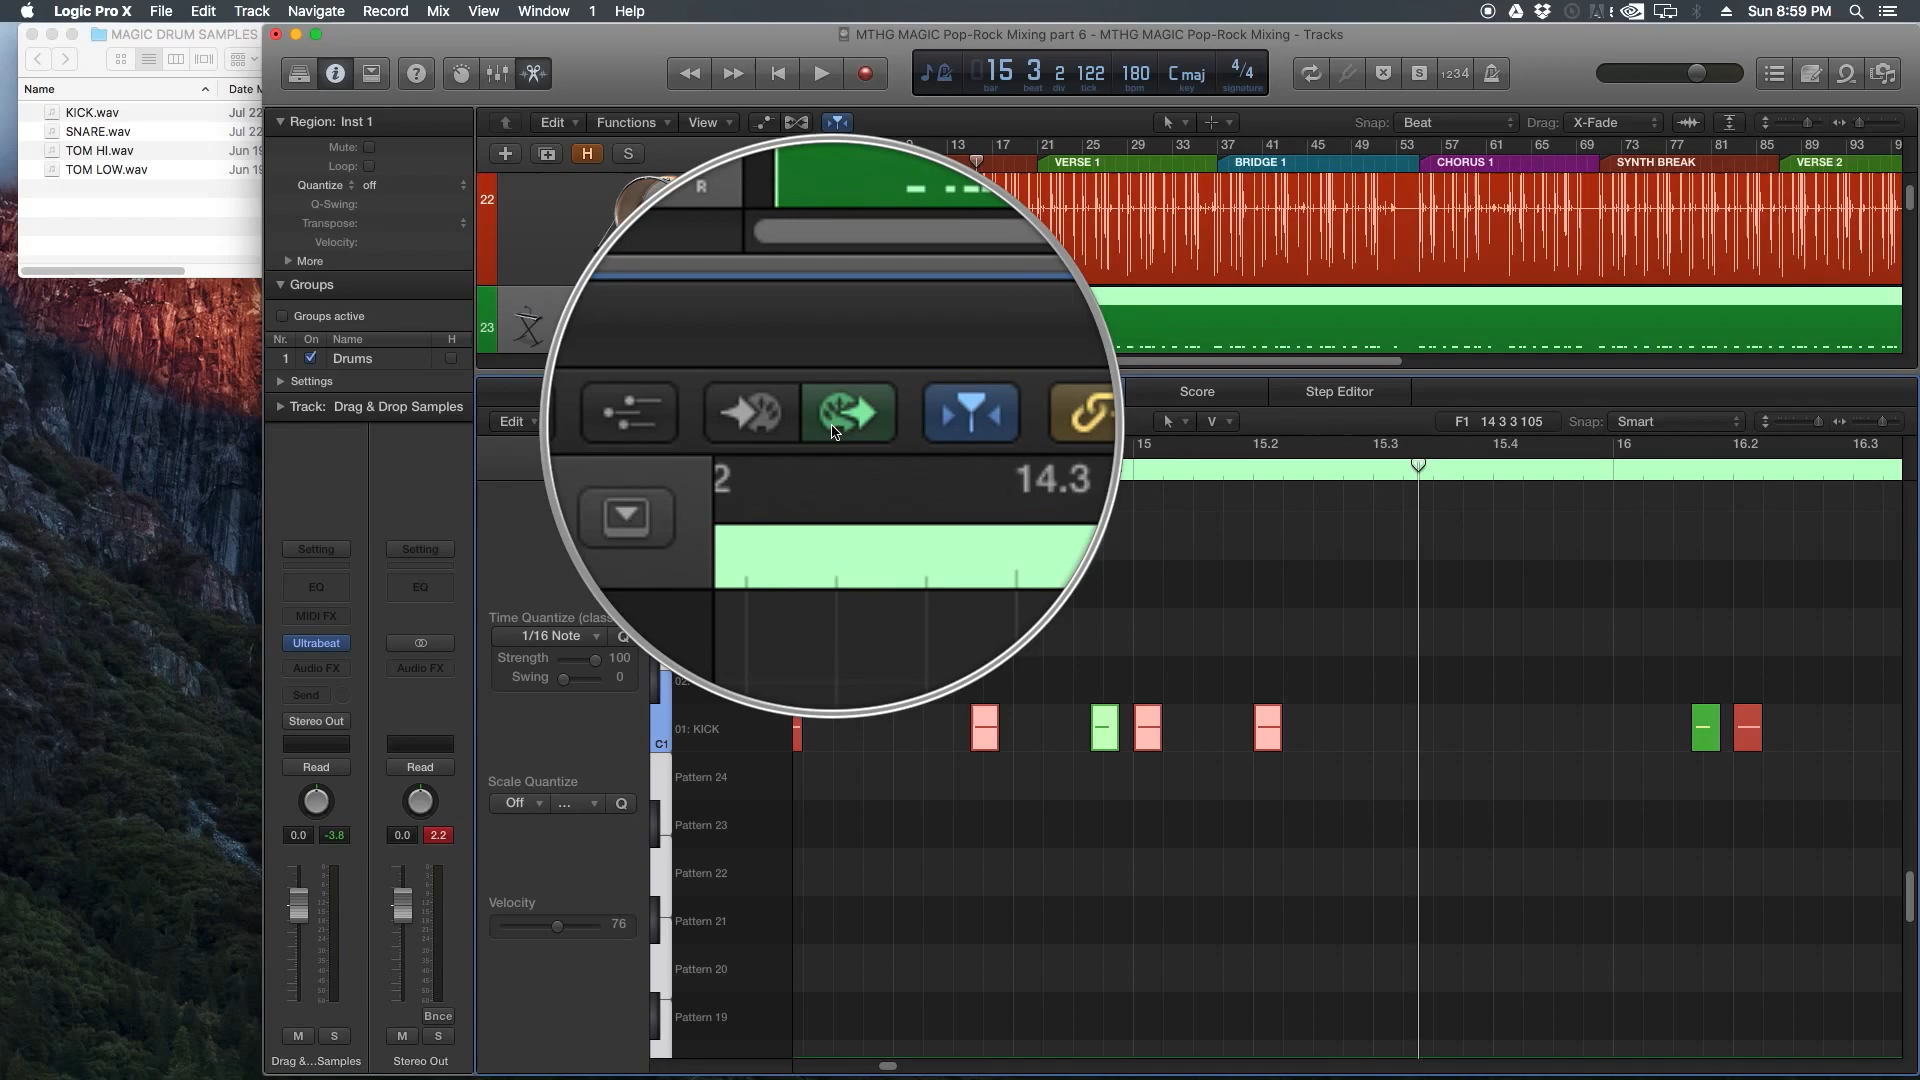 Logic Pro X File Edit Track Navigate Record Mix View Window 1 Help
Sun 8:59 PM
MAGIC DRUM SAMPLES
Name Date M
KICK.wav Jul 22
SNARE.wav Jul 22
TOM HI.wav Jun 19
TOM LOW.wav Jun 19
MTHG MAGIC Pop-Rock Mixing part 6 - MTHG MAGIC Pop-Rock Mixing - Tracks
15 3 2 122 180 C maj 4/4
bar beat div tick bpm key signature
S 1234
Region: Inst 1
Mute:
Loop:
Quantize off
Q-Swing:
Transpose:
Velocity:
More
Groups
Groups active
Nr. On Name H
1 Drums
Settings
Track: Drag & Drop Samples
Edit Functions View
Snap: Beat Drag: X-Fade
H S
13 17 21 25 29 33 37 41 45 49 53 57 61 65 69 73 77 81 85 89 93 9
VERSE 1 BRIDGE 1 CHORUS 1 SYNTH BREAK VERSE 2
22
23
R
2 14.3
Score Step Editor
Edit
V
F1 14 3 3 105 Snap: Smart
15 15.2 15.3 15.4 16 16.2 16.3
Time Quantize (class
1/16 Note Q
Strength 100
Swing 0
Scale Quantize
Off ... Q
Velocity
76
02:
01: KICK
C1
Pattern 24
Pattern 23
Pattern 22
Pattern 21
Pattern 20
Pattern 19
Setting Setting
EQ EQ
MIDI FX
Ultrabeat
Audio FX Audio FX
Send
Stereo Out
Read Read
0.0 -3.8 0.0 2.2
Bnce
M S M S
Drag &...Samples Stereo Out